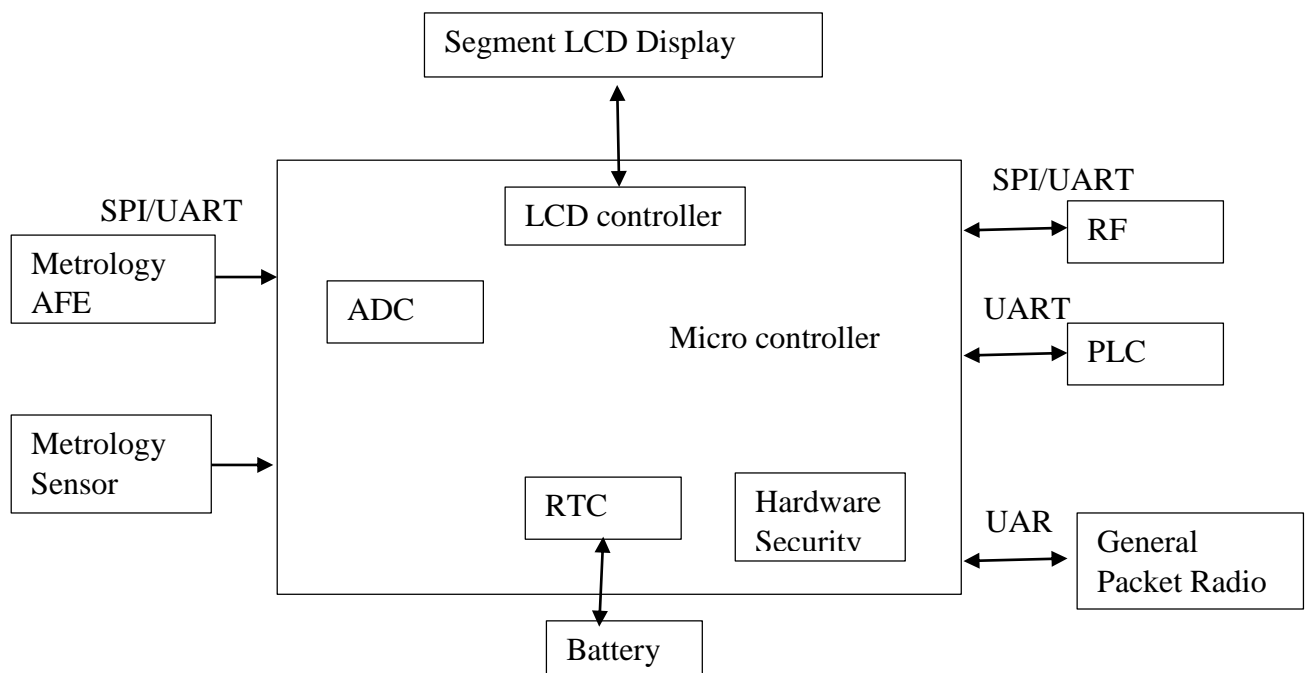 Segment LCD Display
SPI/UART
LCD controller
SPI/UART
RF
Metrology
AFE
ADC
Micro controller
UART
PLC
Metrology
Sensor
RTC
Hardware
Security
UAR
General
Packet Radio
Battery